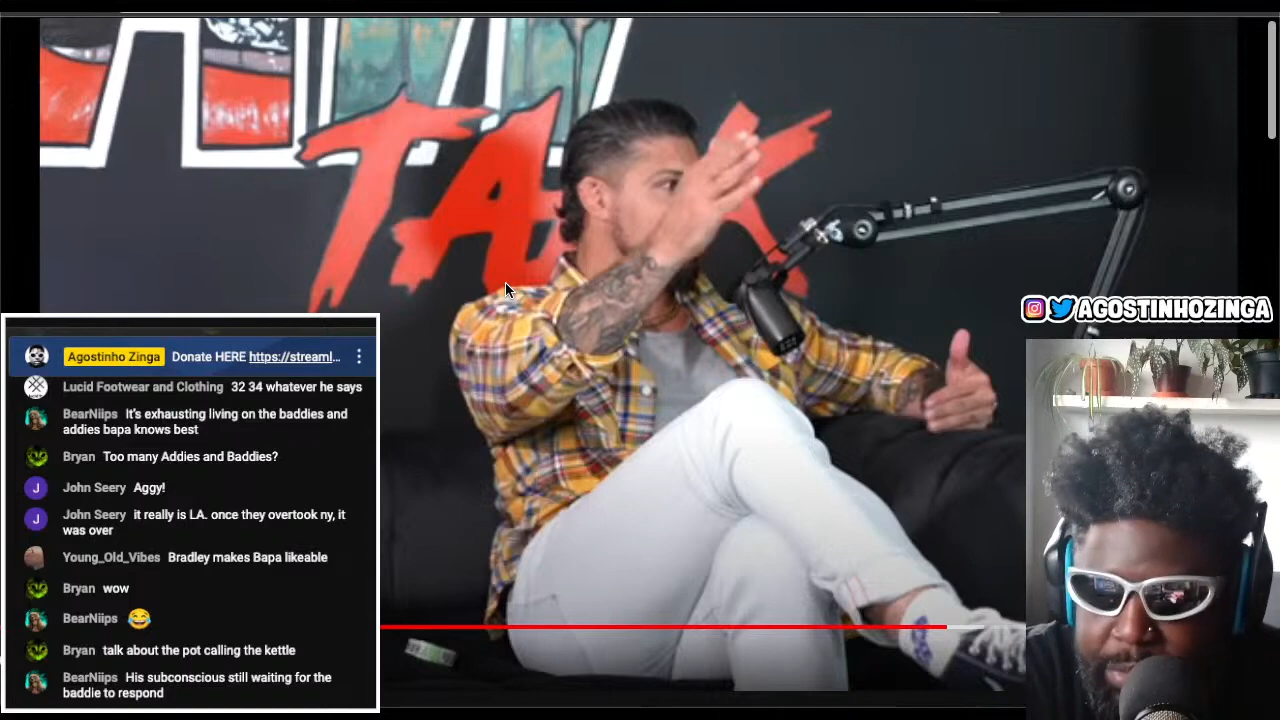 TALK
AGOSTINHOZINGA
Agostinho Zinga Donate HERE https://streaml...
Lucid Footwear and Clothing 32 34 whatever he says
BearNiips It's exhausting living on the baddies and
addies bapa knows best
Bryan Too many Addies and Baddies?
J John Seery Aggy!
J John Seery it really is LA. once they overtook ny, it
was over
Young_Old_Vibes Bradley makes Bapa likeable
Bryan wow
BearNiips 😂
Bryan talk about the pot calling the kettle
BearNiips His subconscious still waiting for the
baddie to respond